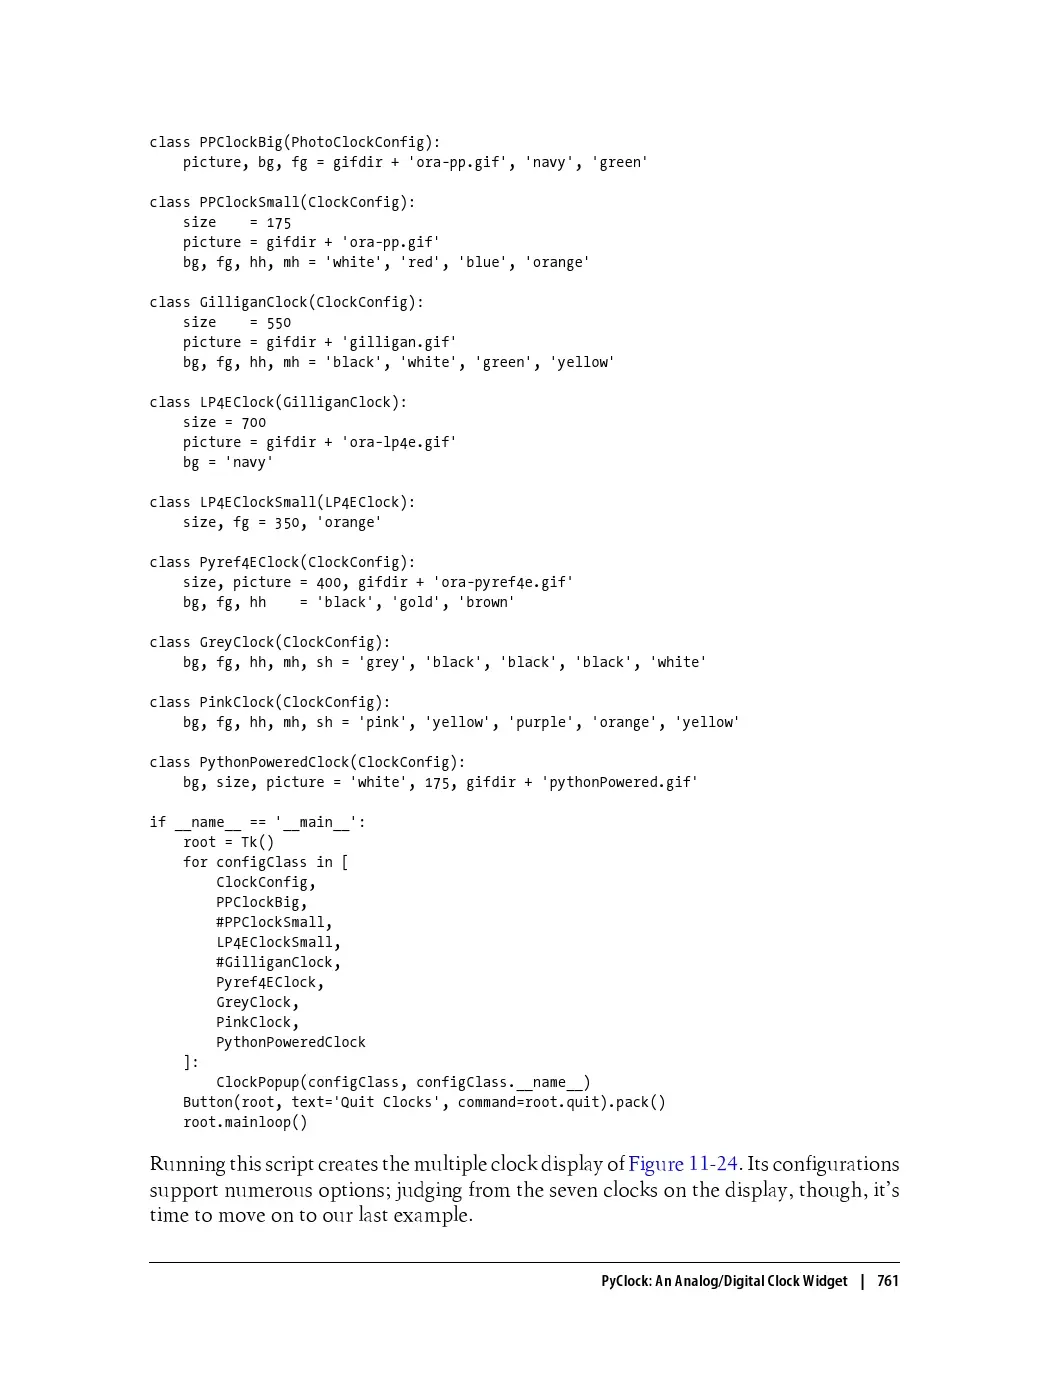 class PPClockBig(PhotoClockConfig):
    picture, bg, fg = gifdir + 'ora-pp.gif', 'navy', 'green'

class PPClockSmall(ClockConfig):
    size    = 175
    picture = gifdir + 'ora-pp.gif'
    bg, fg, hh, mh = 'white', 'red', 'blue', 'orange'

class GilliganClock(ClockConfig):
    size    = 550
    picture = gifdir + 'gilligan.gif'
    bg, fg, hh, mh = 'black', 'white', 'green', 'yellow'

class LP4EClock(GilliganClock):
    size = 700
    picture = gifdir + 'ora-lp4e.gif'
    bg = 'navy'

class LP4EClockSmall(LP4EClock):
    size, fg = 350, 'orange'

class Pyref4EClock(ClockConfig):
    size, picture = 400, gifdir + 'ora-pyref4e.gif'
    bg, fg, hh    = 'black', 'gold', 'brown'

class GreyClock(ClockConfig):
    bg, fg, hh, mh, sh = 'grey', 'black', 'black', 'black', 'white'

class PinkClock(ClockConfig):
    bg, fg, hh, mh, sh = 'pink', 'yellow', 'purple', 'orange', 'yellow'

class PythonPoweredClock(ClockConfig):
    bg, size, picture = 'white', 175, gifdir + 'pythonPowered.gif'

if __name__ == '__main__':
    root = Tk()
    for configClass in [
        ClockConfig,
        PPClockBig,
        #PPClockSmall,
        LP4EClockSmall,
        #GilliganClock,
        Pyref4EClock,
        GreyClock,
        PinkClock,
        PythonPoweredClock
    ]:
        ClockPopup(configClass, configClass.__name__)
    Button(root, text='Quit Clocks', command=root.quit).pack()
    root.mainloop()

Running this script creates the multiple clock display of Figure 11-24. Its configurations
support numerous options; judging from the seven clocks on the display, though, it's
time to move on to our last example.

PyClock: An Analog/Digital Clock Widget | 761